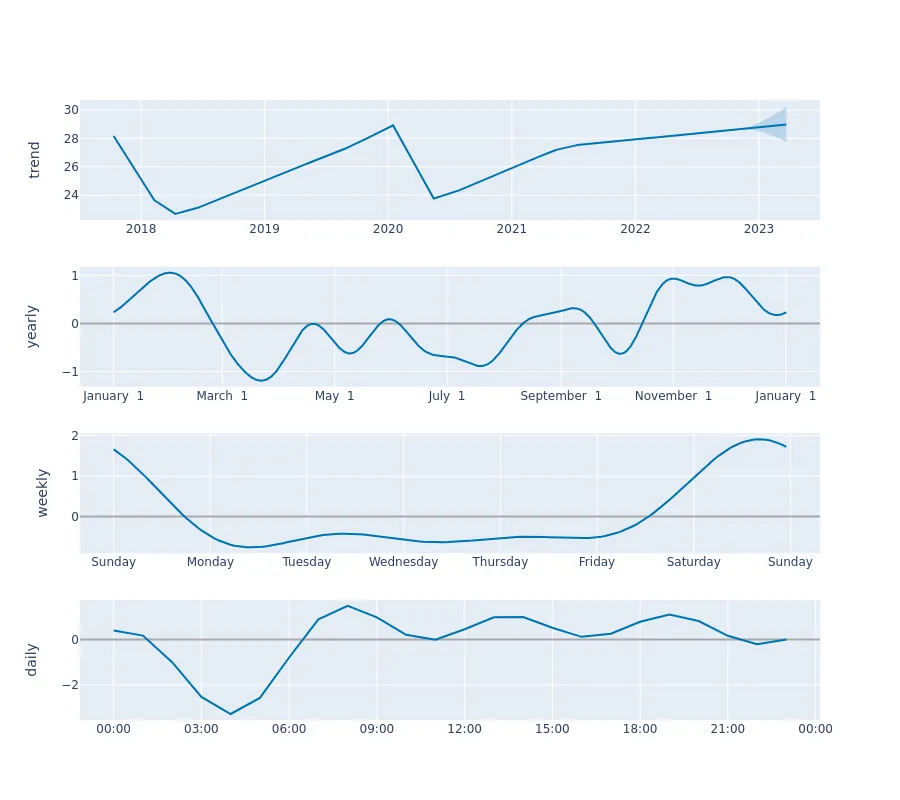 trend
30
28
26
24
2018 2019 2020 2021 2022 2023
yearly
1
0
−1
January 1 March 1 May 1 July 1 September 1 November 1 January 1
weekly
2
1
0
Sunday Monday Tuesday Wednesday Thursday Friday Saturday Sunday
daily
0
−2
00:00 03:00 06:00 09:00 12:00 15:00 18:00 21:00 00:00